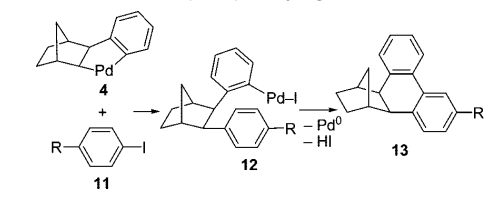 Pd
4
+
R
I
11
Pd–I
R
12
– Pd⁰
– HI
R
13